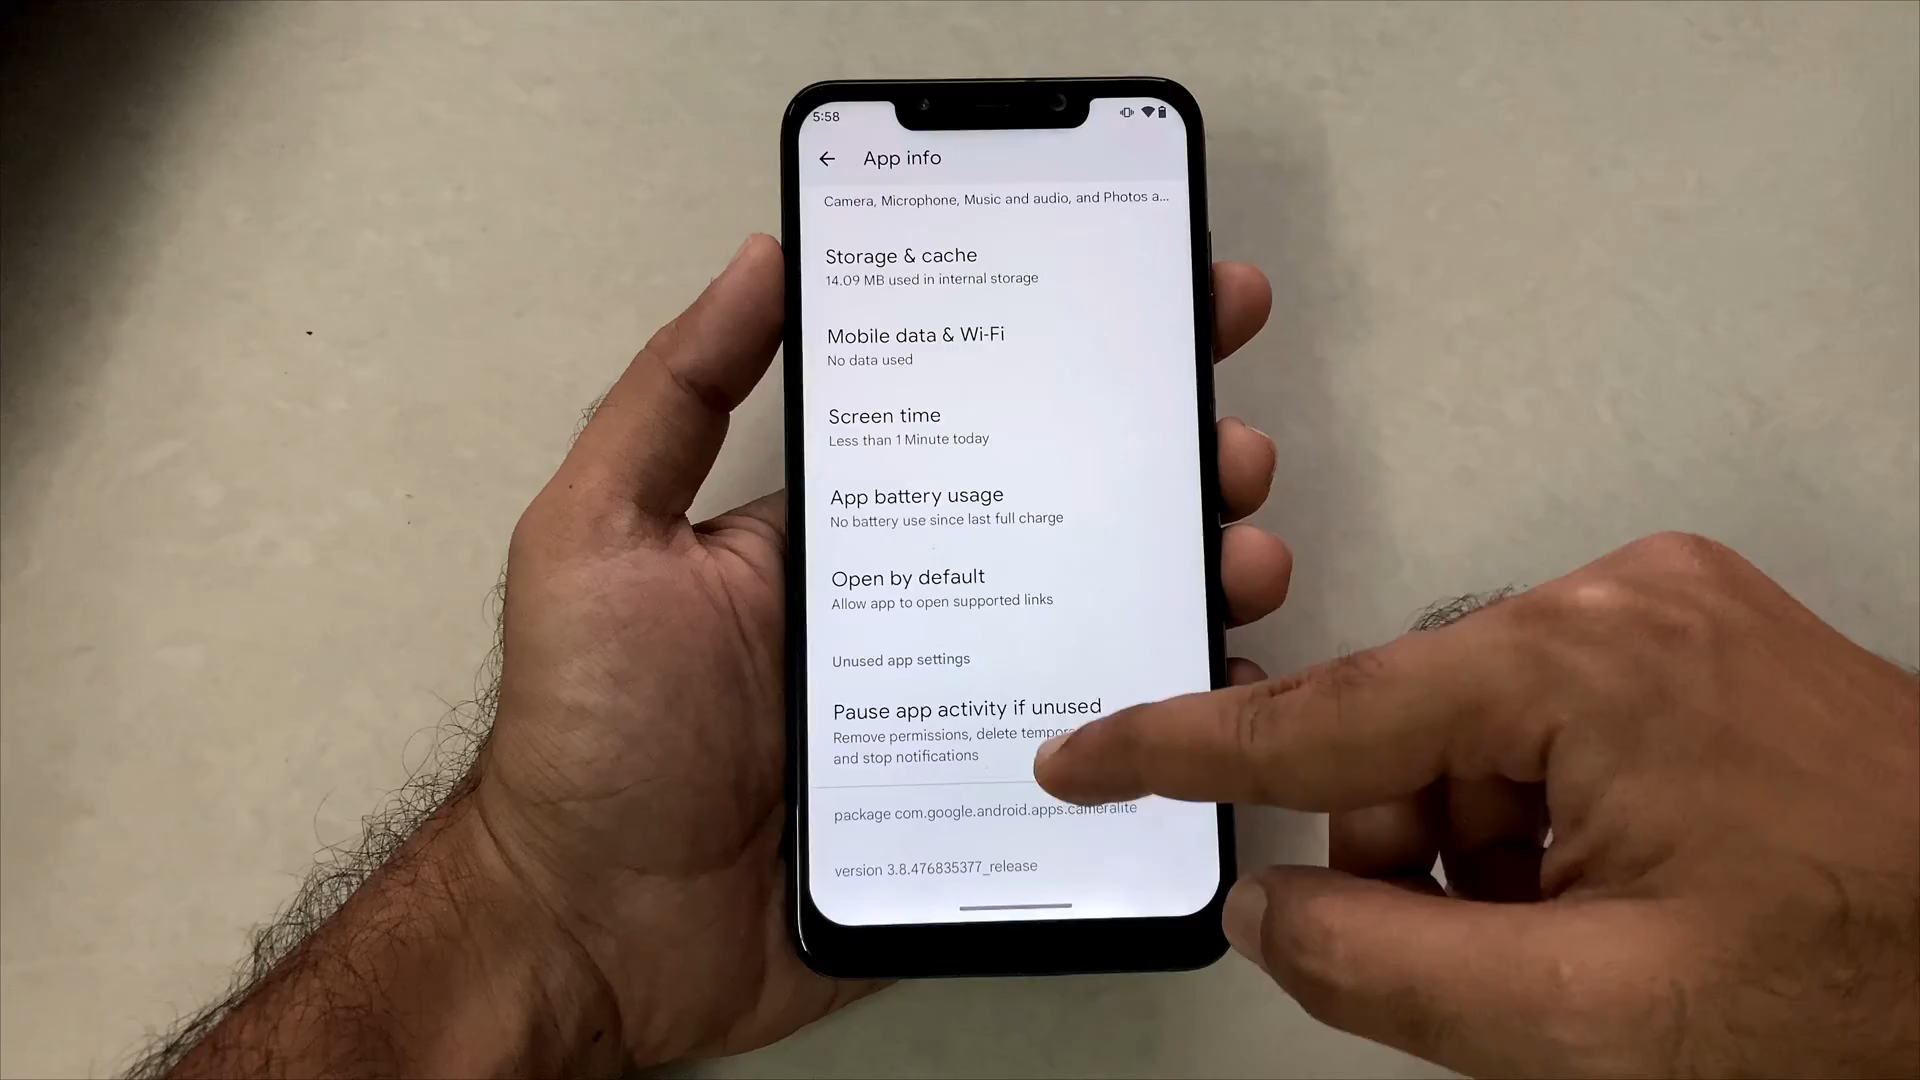 5:58
App info
Camera, Microphone, Music and audio, and Photos a...
Storage & cache
14.09 MB used in internal storage
Mobile data & Wi-Fi
No data used
Screen time
Less than 1 Minute today
App battery usage
No battery use since last full charge
Open by default
Allow app to open supported links
Unused app settings
Pause app activity if unused
Remove permissions, delete
and stop notifications
package com.google.android.apps.cameralite
version 3.8.476835377_release